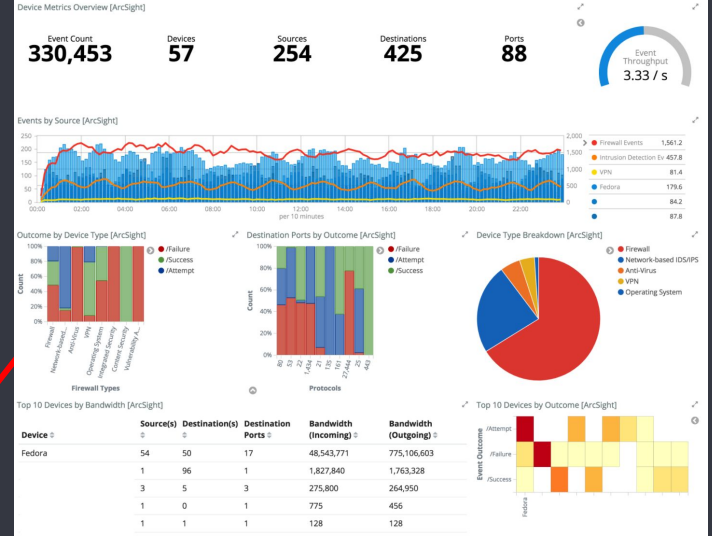 Device Metrics Overview [ArcSight]
Event Count
330,453
Devices
57
Sources
254
Destinations
425
Ports
88
Event
Throughput
3.33 / s
Events by Source [ArcSight]
250
200
150
100
50
0
2,000
1,500
1,000
500
0
00:00 02:00 04:00 06:00 08:00 10:00 12:00 14:00 16:00 18:00 20:00 22:00
per 10 minutes
Firewall Events 1,561.2
Intrusion Detection Ev 457.8
VPN 81.4
Fedora 179.6
84.2
87.8
Outcome by Device Type [ArcSight]
Count
100%
80%
60%
40%
20%
0%
Firewall
Network-based...
Anti-Virus
VPN
Operating System
Integrated Security
Content Security
Vulnerability A...
Firewall Types
/Failure
/Success
/Attempt
Destination Ports by Outcome [ArcSight]
Count
100%
80%
60%
40%
20%
0%
80 53 22 1,434 21 135 161 27,444 25 443
Protocols
/Failure
/Attempt
/Success
Device Type Breakdown [ArcSight]
Firewall
Network-based IDS/IPS
Anti-Virus
VPN
Operating System
Top 10 Devices by Bandwidth [ArcSight]
Device Source(s) Destination(s) Destination Ports Bandwidth (Incoming) Bandwidth (Outgoing)
Fedora 54 50 17 48,543,771 775,106,603
1 96 1 1,827,840 1,763,328
3 5 3 275,800 264,950
1 0 1 775 456
1 1 1 128 128
Top 10 Devices by Outcome [ArcSight]
Event Outcome
/Attempt
/Failure
/Success
Fedora